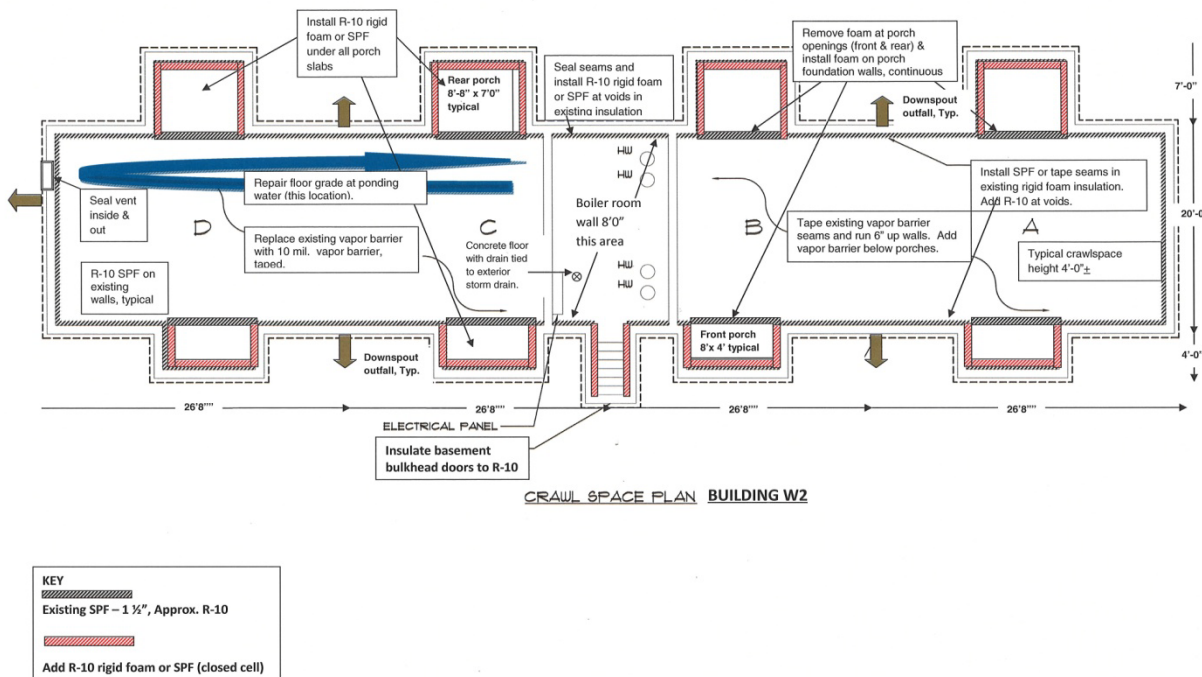 Install R-10 rigid
foam or SPF
under all porch
slabs
Rear porch
8'-8" x 7'0"
typical
Seal seams and
install R-10 rigid foam
or SPF at voids in
existing insulation
Remove foam at porch
openings (front & rear) &
install foam on porch
foundation walls, continuous
Downspout
outfall, Typ.
7'-0"
Seal vent
inside &
out
Repair floor grade at ponding
water (this location).
D
C
Replace existing vapor barrier
with 10 mil. vapor barrier,
taped.
R-10 SPF on
existing
walls, typical
Concrete floor
with drain tied
to exterior
storm drain.
HW
HW
Boiler room
wall 8'0"
this area
HW
HW
B
Tape existing vapor barrier
seams and run 6" up walls. Add
vapor barrier below porches.
Install SPF or tape seams in
existing rigid foam insulation.
Add R-10 at voids.
A
Typical crawlspace
height 4'-0"±
20'-0
Front porch
8'x 4' typical
Downspout
outfall, Typ.
4'-0"
26'8""
26'8""
26'8""
26'8""
ELECTRICAL PANEL
Insulate basement
bulkhead doors to R-10
CRAWL SPACE PLAN BUILDING W2
KEY
Existing SPF – 1 ½", Approx. R-10
Add R-10 rigid foam or SPF (closed cell)